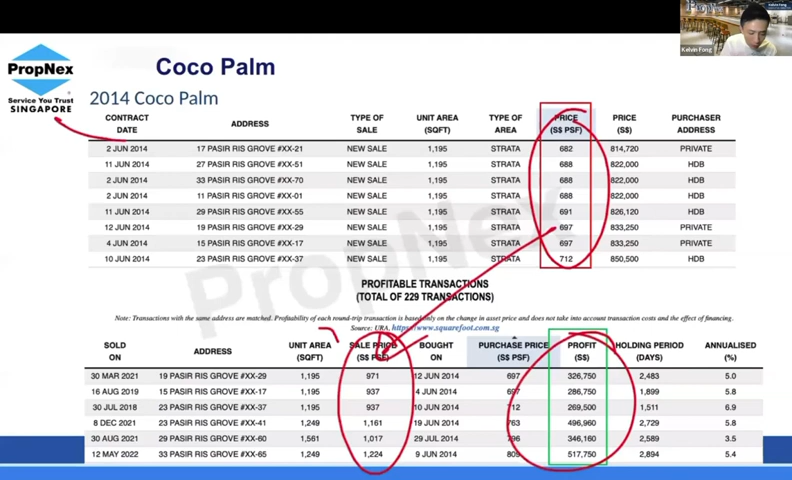 PropNex
Kelvin Fong
PropNex
Service You Trust
SINGAPORE
Coco Palm
2014 Coco Palm
CONTRACT DATE ADDRESS TYPE OF SALE UNIT AREA (SQFT) TYPE OF AREA PRICE (S$ PSF) PRICE (S$) PURCHASER ADDRESS
2 JUN 2014 17 PASIR RIS GROVE #XX-21 NEW SALE 1,195 STRATA 682 814,720 PRIVATE
11 JUN 2014 27 PASIR RIS GROVE #XX-51 NEW SALE 1,195 STRATA 688 822,000 HDB
2 JUN 2014 33 PASIR RIS GROVE #XX-70 NEW SALE 1,195 STRATA 688 822,000 HDB
2 JUN 2014 11 PASIR RIS GROVE #XX-01 NEW SALE 1,195 STRATA 688 822,000 HDB
11 JUN 2014 29 PASIR RIS GROVE #XX-55 NEW SALE 1,195 STRATA 691 826,120 HDB
12 JUN 2014 19 PASIR RIS GROVE #XX-29 NEW SALE 1,195 STRATA 697 833,250 PRIVATE
4 JUN 2014 15 PASIR RIS GROVE #XX-17 NEW SALE 1,195 STRATA 697 833,250 PRIVATE
10 JUN 2014 23 PASIR RIS GROVE #XX-37 NEW SALE 1,195 STRATA 712 850,500 HDB
PropNex
PROFITABLE TRANSACTIONS
(TOTAL OF 229 TRANSACTIONS)
Note: Transactions with the same address are matched. Profitability of each round-trip transaction is based only on the change in asset price and does not take into account transaction costs and the effect of financing.
Source: URA, https://www.squarefoot.com.sg
SOLD ON ADDRESS UNIT AREA (SQFT) SALE PRICE (S$ PSF) BOUGHT ON PURCHASE PRICE (S$ PSF) PROFIT (S$) HOLDING PERIOD (DAYS) ANNUALISED (%)
30 MAR 2021 19 PASIR RIS GROVE #XX-29 1,195 971 12 JUN 2014 697 326,750 2,483 5.0
16 AUG 2019 15 PASIR RIS GROVE #XX-17 1,195 937 4 JUN 2014 697 286,750 1,899 5.8
30 JUL 2018 23 PASIR RIS GROVE #XX-37 1,195 937 10 JUN 2014 712 269,500 1,511 6.9
8 DEC 2021 23 PASIR RIS GROVE #XX-41 1,249 1,161 19 JUN 2014 763 496,960 2,729 5.8
30 AUG 2021 29 PASIR RIS GROVE #XX-60 1,561 1,017 29 JUL 2014 796 346,160 2,589 3.5
12 MAY 2022 33 PASIR RIS GROVE #XX-65 1,249 1,224 9 JUN 2014 809 517,750 2,894 5.4